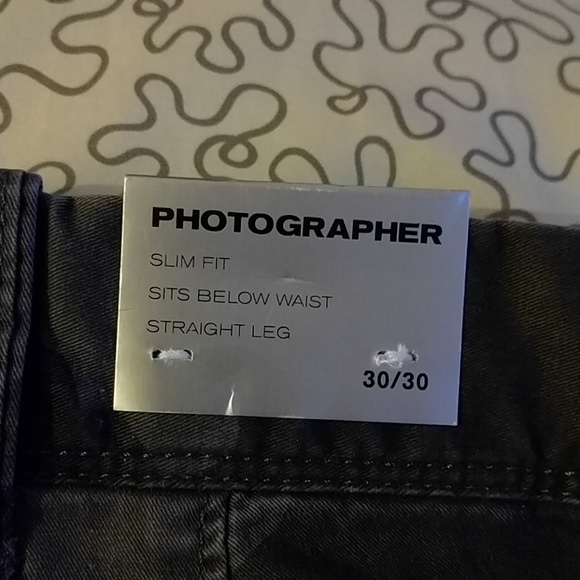 PHOTOGRAPHER
SLIM FIT
SITS BELOW WAIST
STRAIGHT LEG
30/30